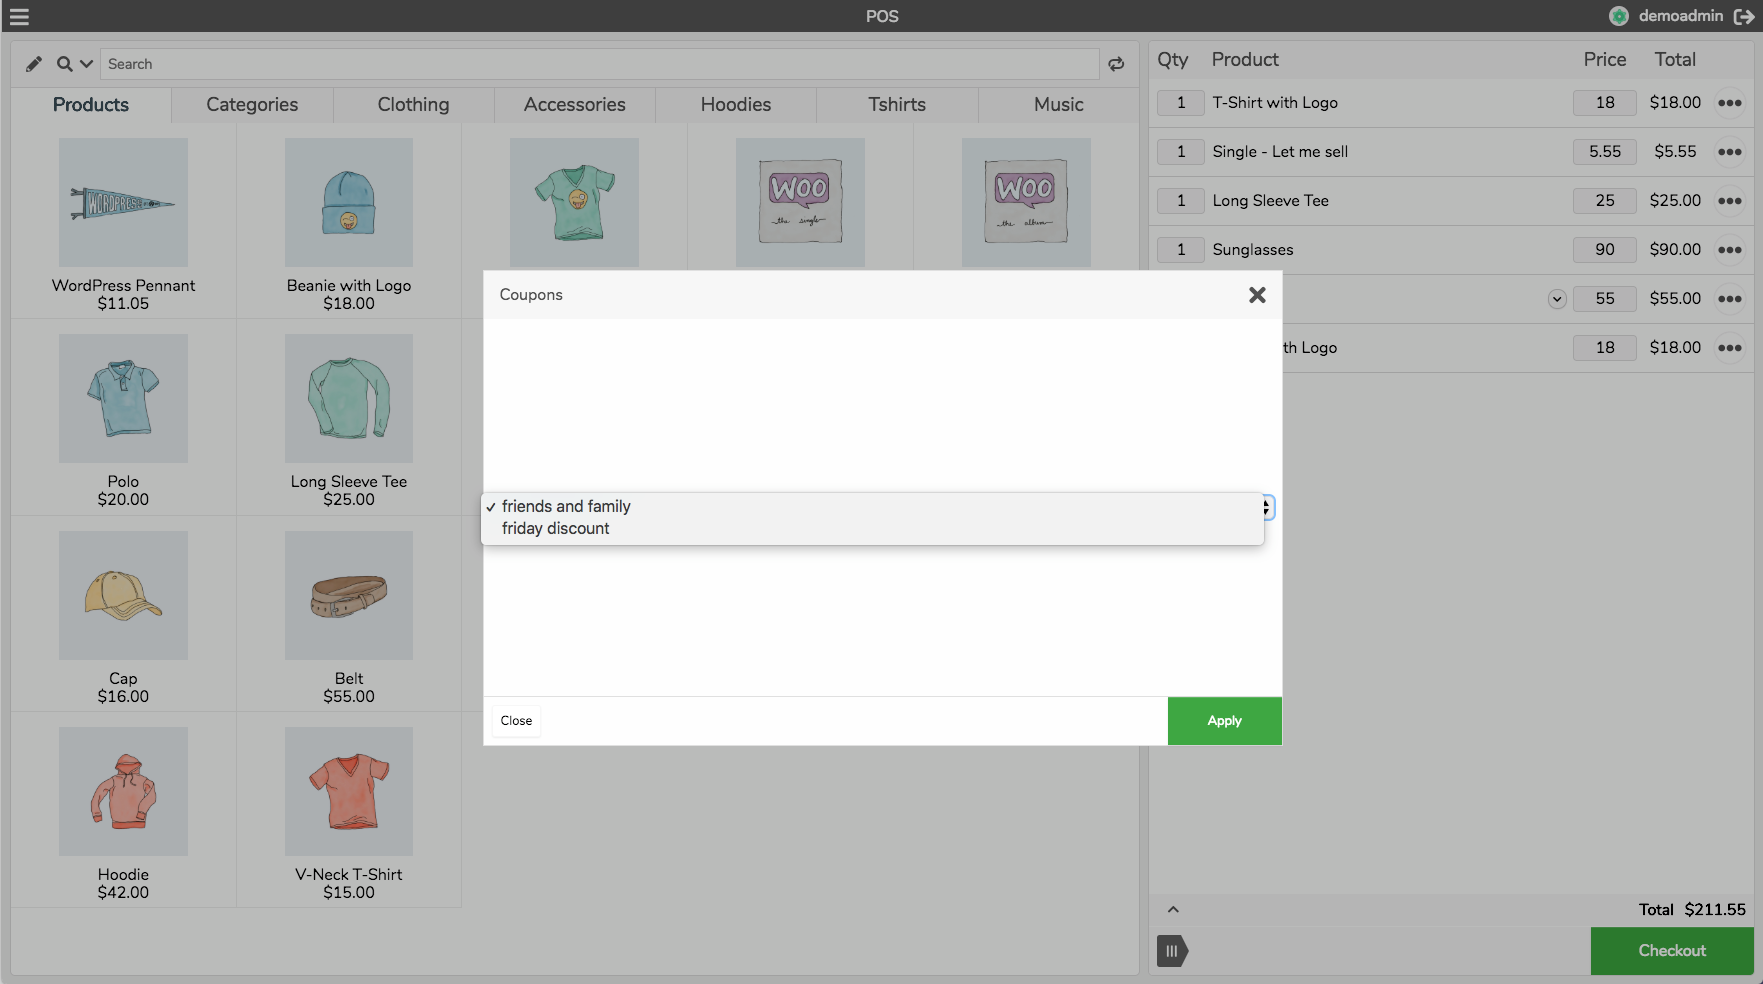 POS
demoadmin
Search
Products
Categories
Clothing
Accessories
Hoodies
Tshirts
Music
WORDPRESS
WOO
the single
WOO
the album
WordPress Pennant
$11.05
Beanie with Logo
$18.00
Polo
$20.00
Long Sleeve Tee
$25.00
Cap
$16.00
Belt
$55.00
Hoodie
$42.00
V-Neck T-Shirt
$15.00
Coupons
✓ friends and family
friday discount
Close
Apply
Qty Product Price Total
1 T-Shirt with Logo 18 $18.00
1 Single - Let me sell 5.55 $5.55
1 Long Sleeve Tee 25 $25.00
1 Sunglasses 90 $90.00
55 $55.00
th Logo 18 $18.00
Total $211.55
Checkout